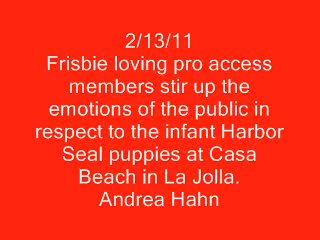 2/13/11
Frisbie loving pro access
members stir up the
emotions of the public in
respect to the infant Harbor
Seal puppies at Casa
Beach in La Jolla.
Andrea Hahn